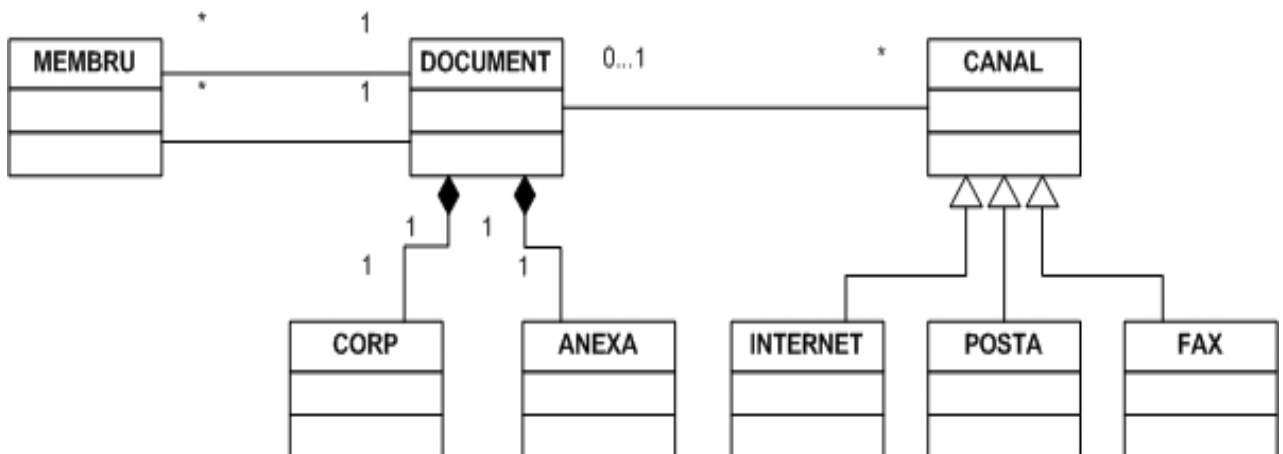 * 1
MEMBRU DOCUMENT 0...1 * CANAL
* 1
1 1
1 1
CORP ANEXA INTERNET POSTA FAX